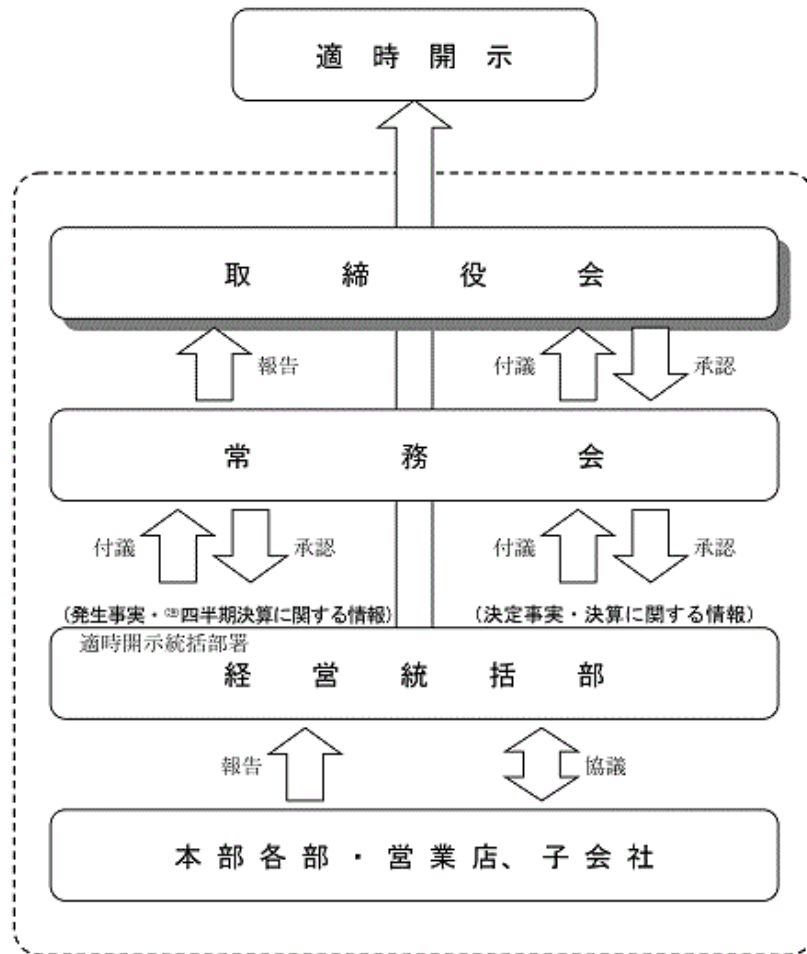 適時開示
取締役会
報告 付議 承認
常務会
付議 承認 付議 承認
(発生事実・(注)四半期決算に関する情報) (決定事実・決算に関する情報)
適時開示統括部署
経営統括部
報告 協議
本部各部・営業店、子会社